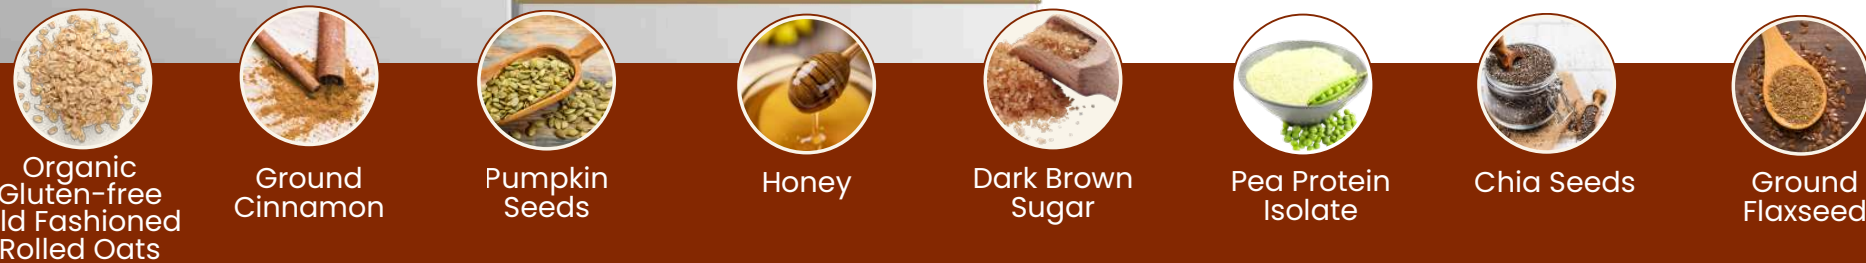 Organic
Gluten-free
ld Fashioned
Rolled Oats
Ground
Cinnamon
Pumpkin
Seeds
Honey
Dark Brown
Sugar
Pea Protein
Isolate
Chia Seeds
Ground
Flaxseed